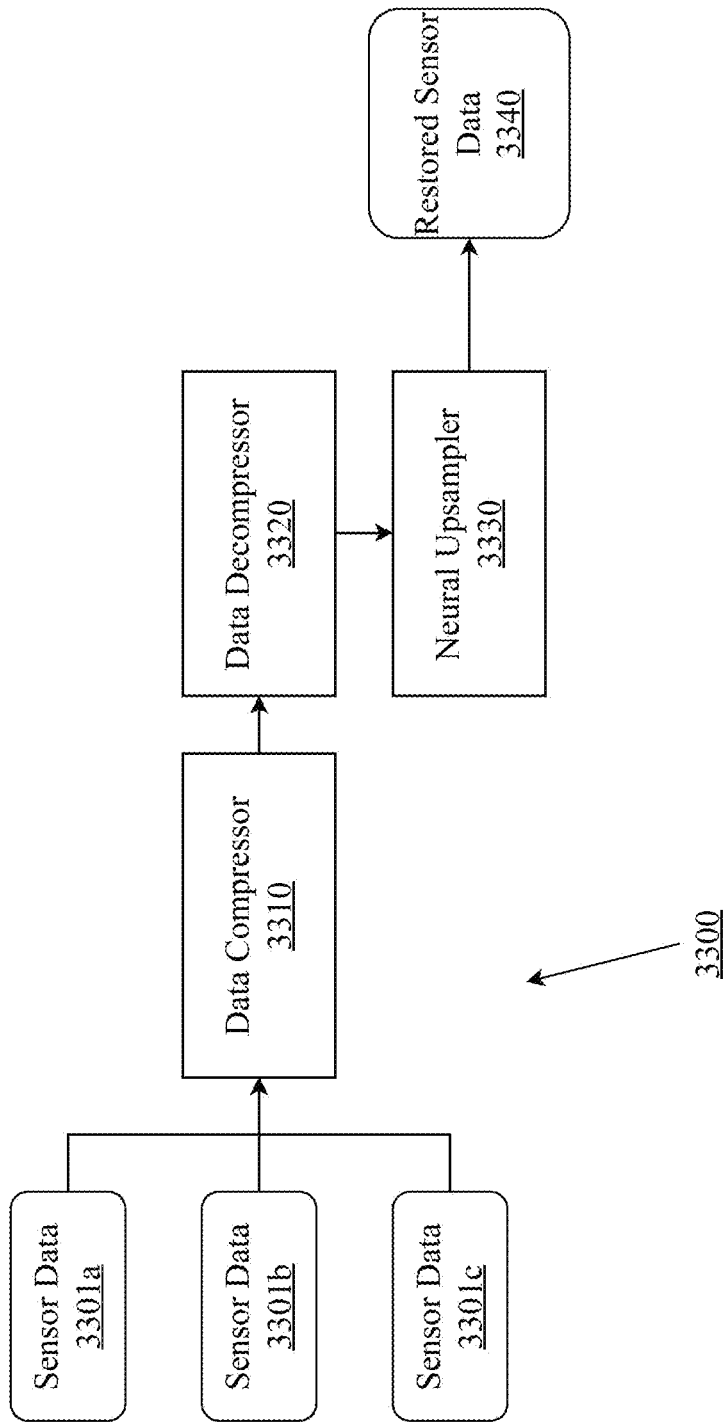 Sensor Data
3301a
Sensor Data
3301b
Sensor Data
3301c
Data Compressor
3310
Data Decompressor
3320
Neural Upsampler
3330
Restored Sensor
Data
3340
3300